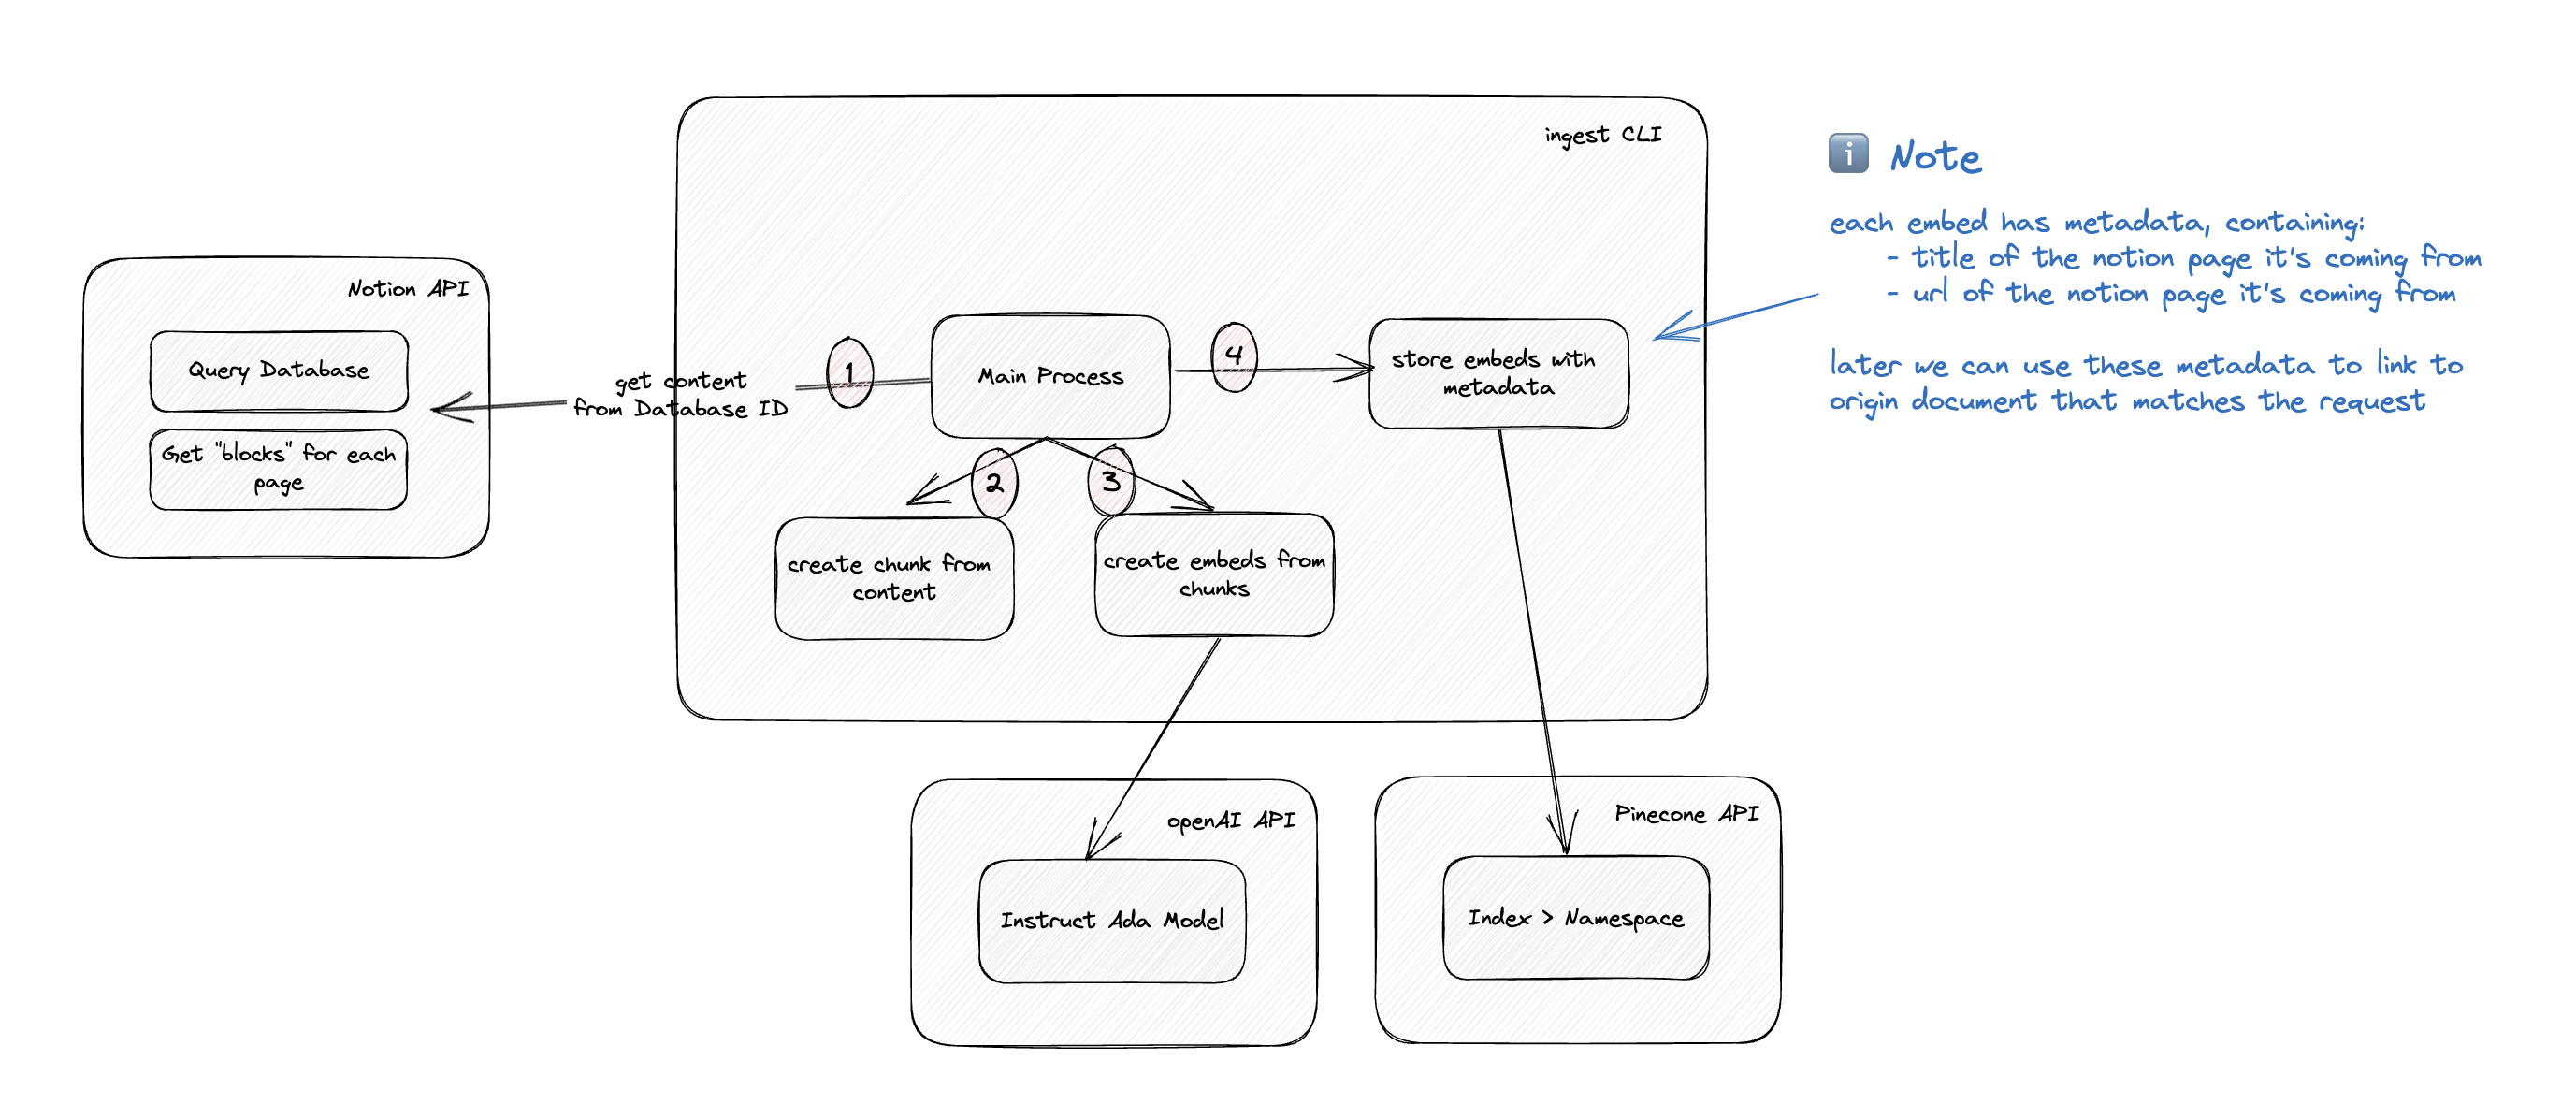 ingest CLI
ℹ Note
each embed has metadata, containing:
- title of the notion page it's coming from
- url of the notion page it's coming from
later we can use these metadata to link to
origin document that matches the request
Notion API
Query Database
Get "blocks" for each
page
get content
from Database ID
1
Main Process
4
store embeds with
metadata
2
3
create chunk from
content
create embeds from
chunks
openAI API
Instruct Ada Model
Pinecone API
Index > Namespace